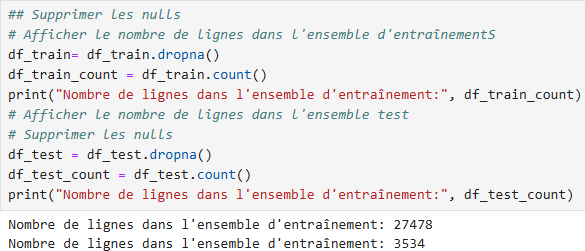 ## Supprimer les nulls
# Afficher le nombre de lignes dans l'ensemble d'entraînementS
df_train= df_train.dropna()
df_train_count = df_train.count()
print("Nombre de lignes dans l'ensemble d'entraînement:", df_train_count)
# Afficher le nombre de lignes dans l'ensemble test
# Supprimer les nulls
df_test = df_test.dropna()
df_test_count = df_test.count()
print("Nombre de lignes dans l'ensemble d'entraînement:", df_test_count)
Nombre de lignes dans l'ensemble d'entraînement: 27478
Nombre de lignes dans l'ensemble d'entraînement: 3534